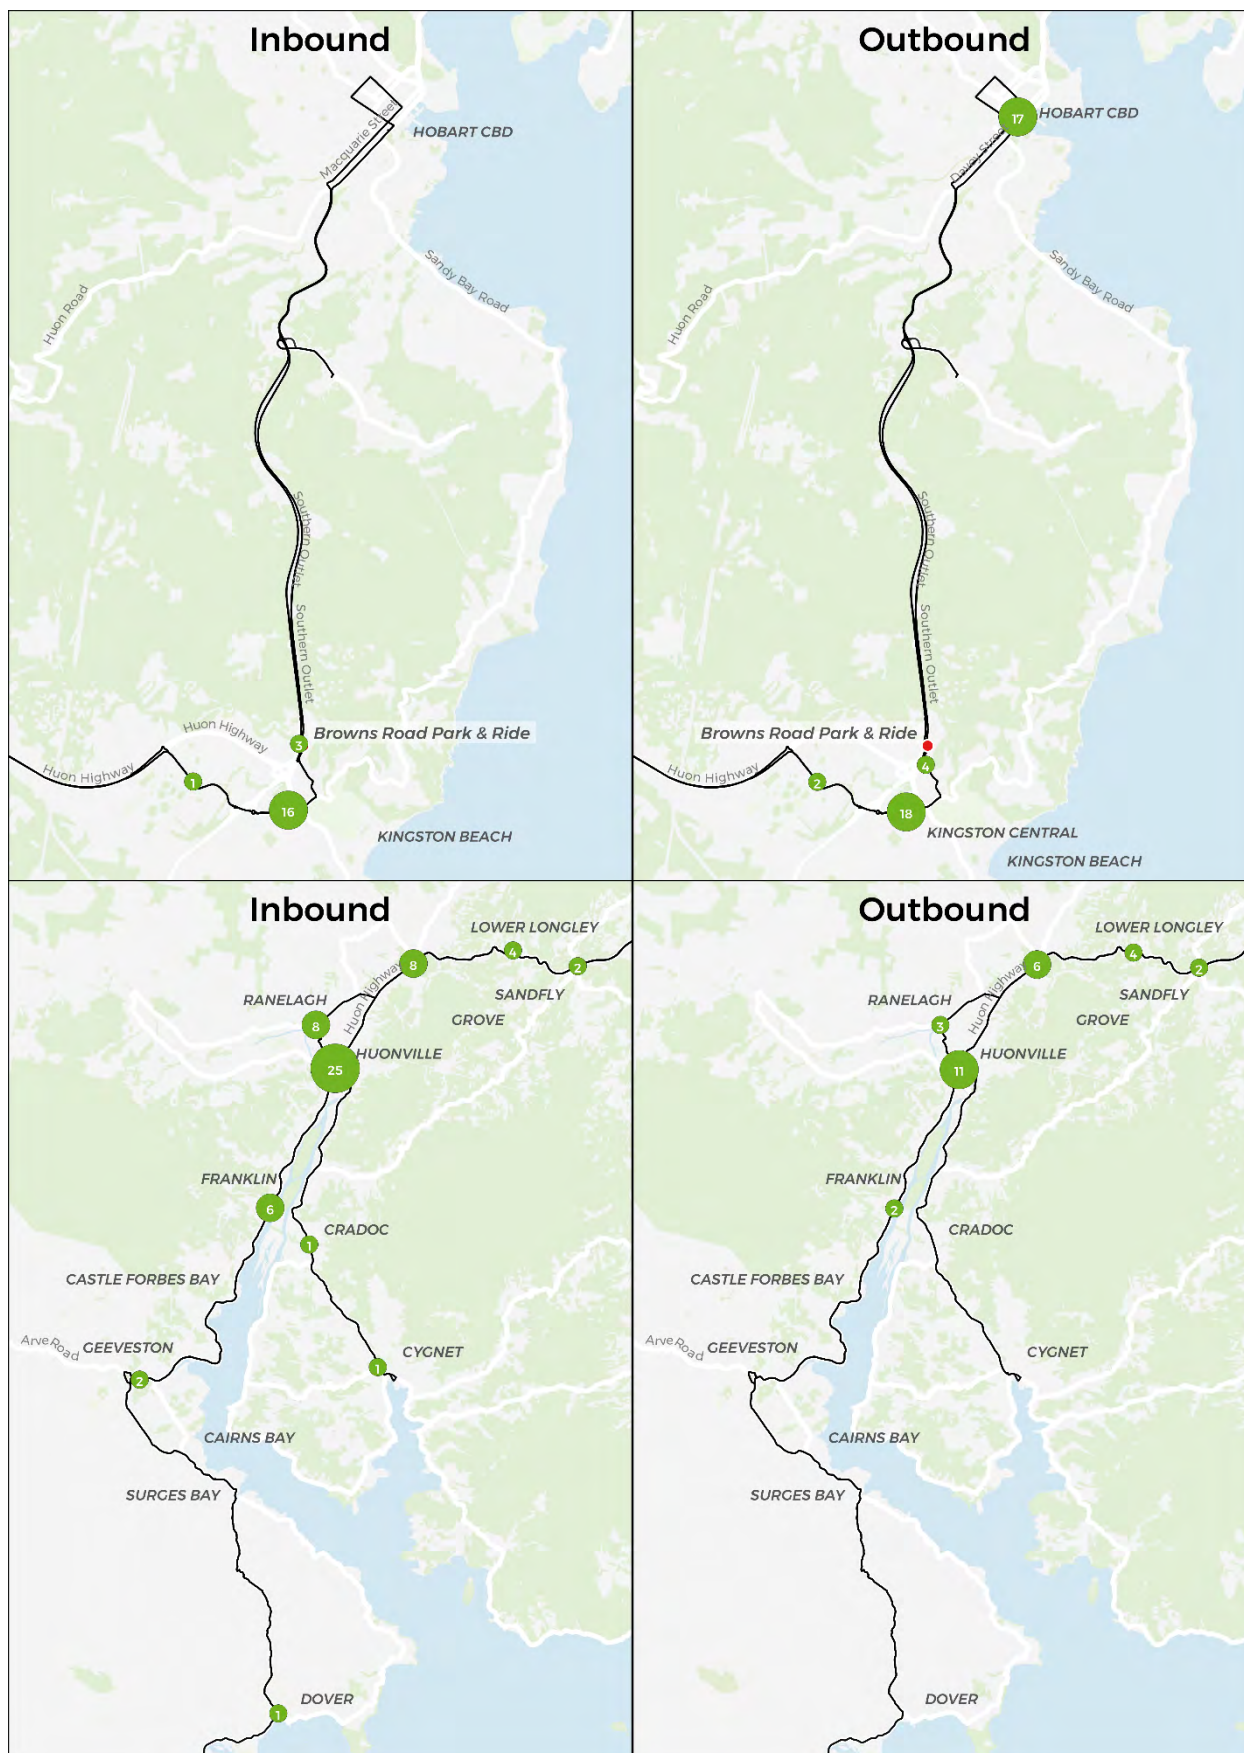 Inbound
Macquarie Street
HOBART CBD
Sandy Bay Road
Huon Road
Southern Outlet
Southern Outlet
Huon Highway
Browns Road Park & Ride
3
Huon Highway
1
16
KINGSTON BEACH
Outbound
17
HOBART CBD
Davey Street
Sandy Bay Road
Huon Road
Southern Outlet
Southern Outlet
Browns Road Park & Ride
4
Huon Highway
2
18
KINGSTON CENTRAL
KINGSTON BEACH
Inbound
LOWER LONGLEY
4
8
2
Huon Highway
SANDFLY
RANELAGH
GROVE
8
HUONVILLE
25
FRANKLIN
6
CRADOC
1
CASTLE FORBES BAY
Arve Road
GEEVESTON
CYGNET
1
2
CAIRNS BAY
SURGES BAY
DOVER
1
Outbound
LOWER LONGLEY
4
6
2
Huon Highway
SANDFLY
RANELAGH
GROVE
3
HUONVILLE
11
FRANKLIN
2
CRADOC
CASTLE FORBES BAY
Arve Road
GEEVESTON
CYGNET
CAIRNS BAY
SURGES BAY
DOVER